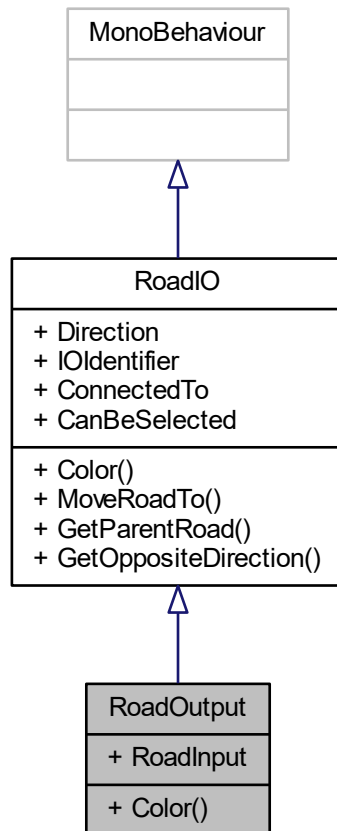 MonoBehaviour
RoadIO
+ Direction
+ IOIdentifier
+ ConnectedTo
+ CanBeSelected
+ Color()
+ MoveRoadTo()
+ GetParentRoad()
+ GetOppositeDirection()
RoadOutput
+ RoadInput
+ Color()